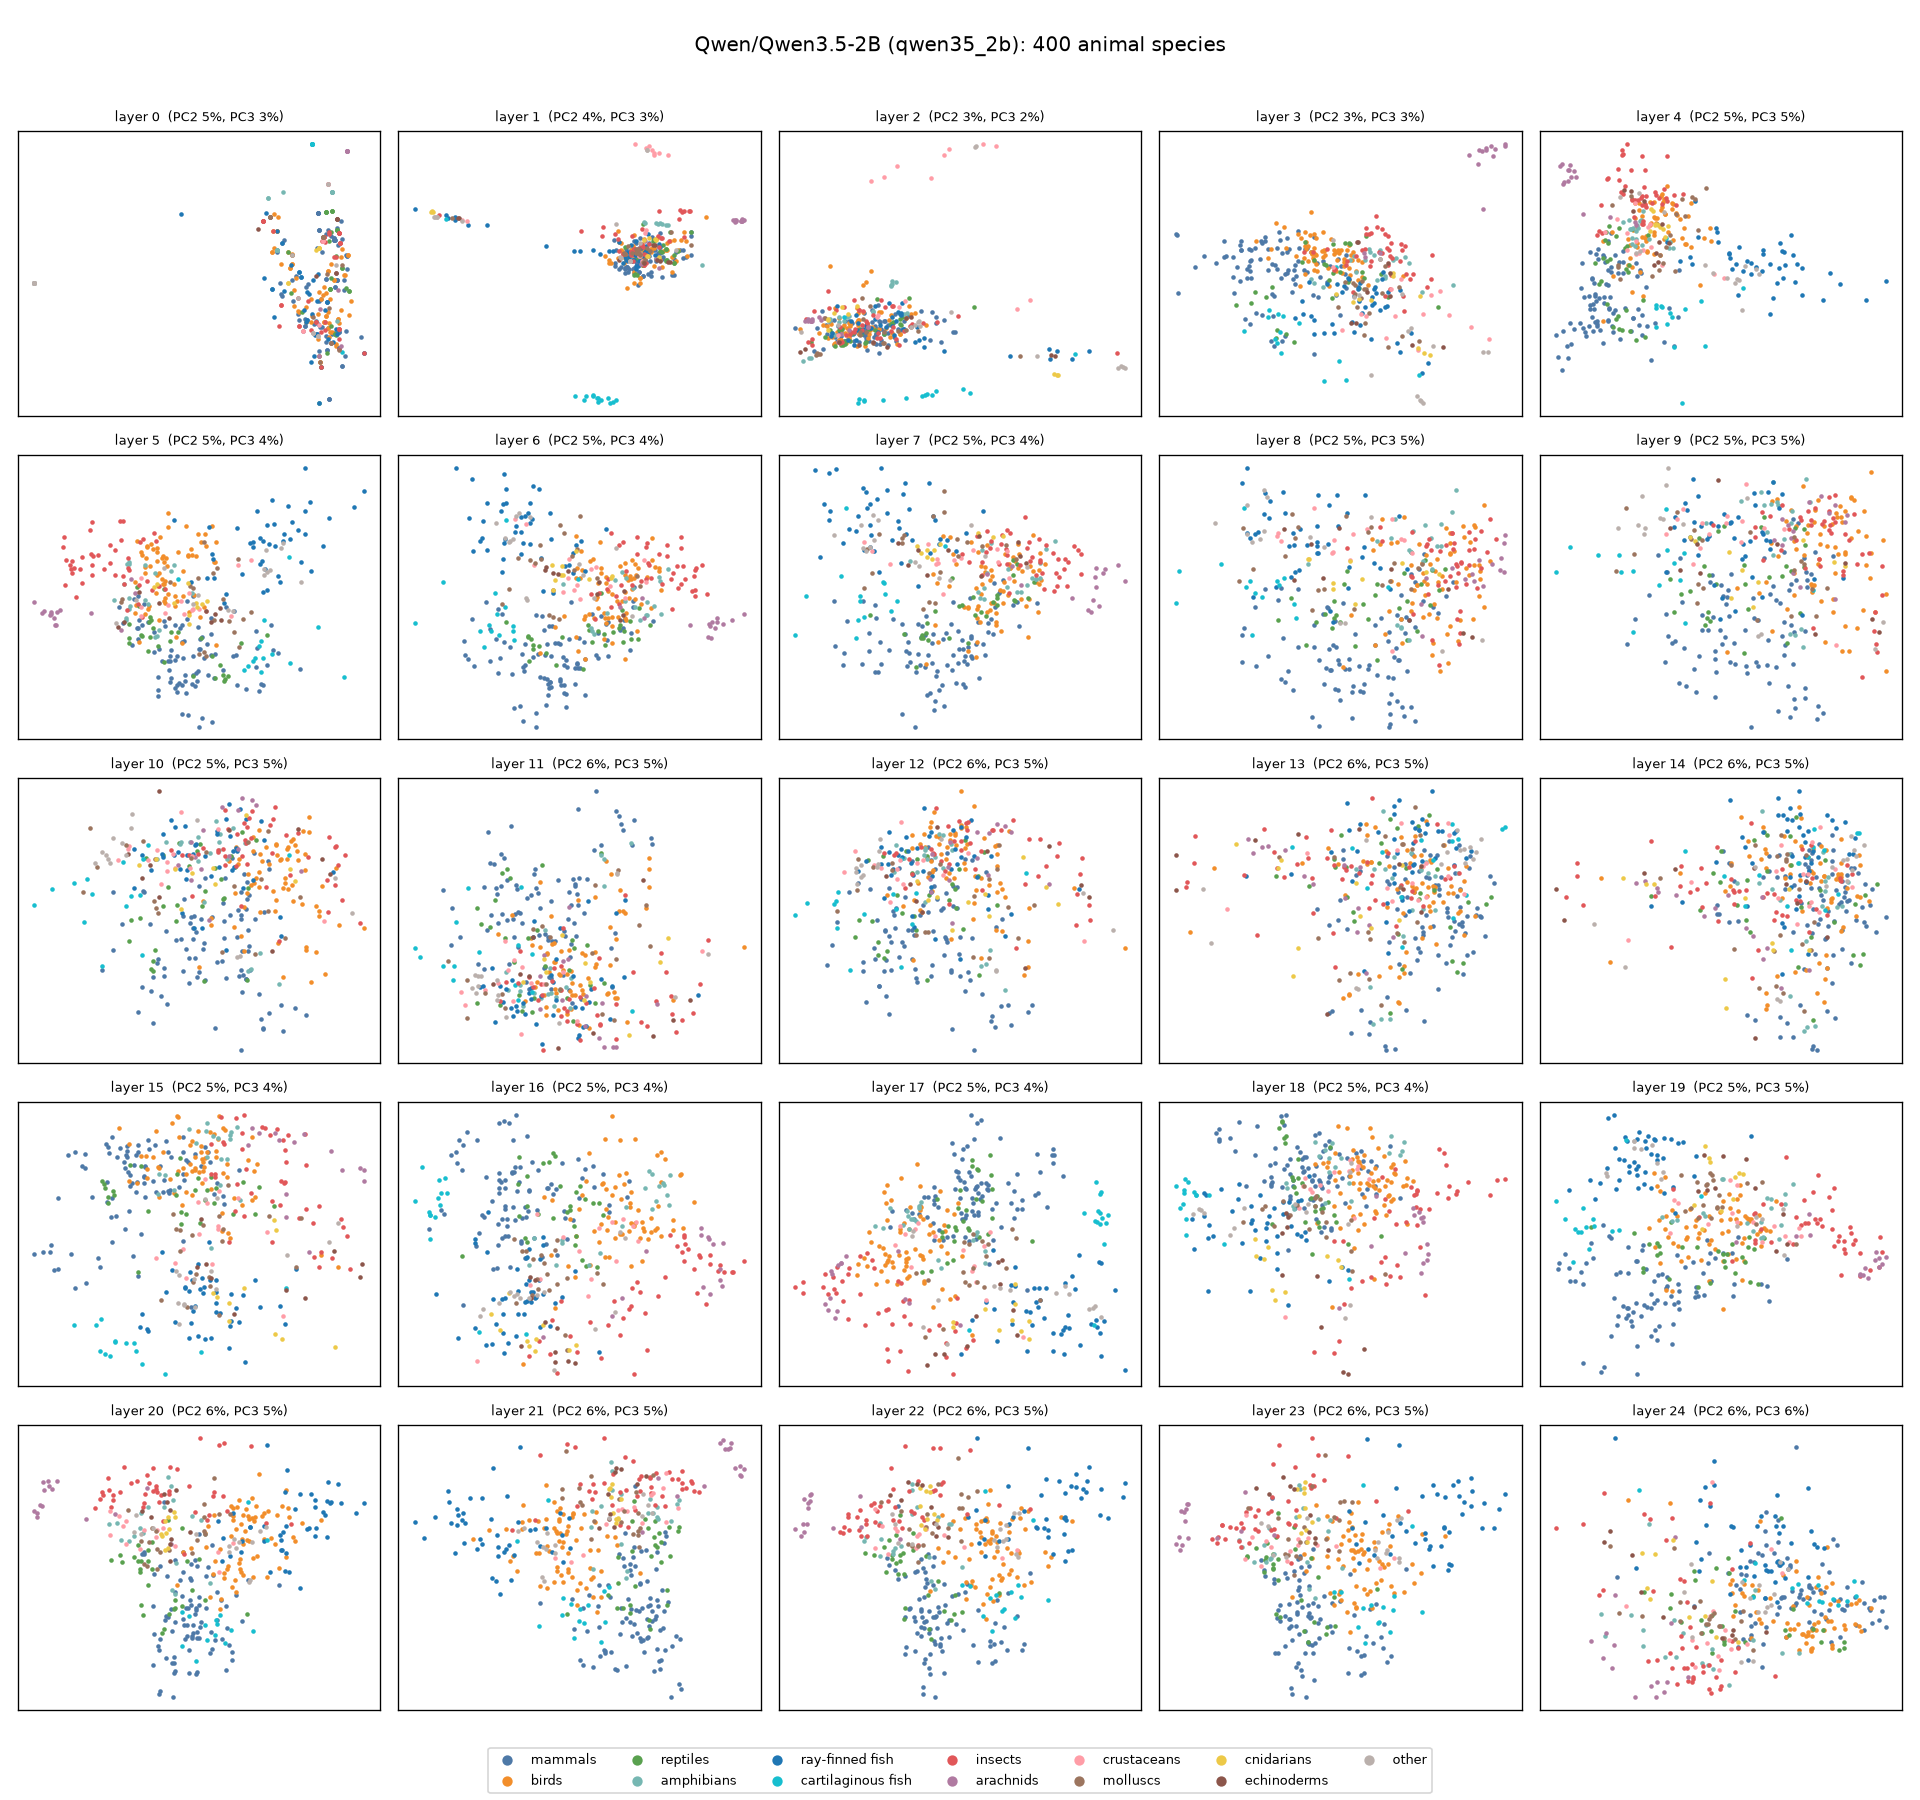 Qwen/Qwen3.5-2B (qwen35_2b): 400 animal species
layer 0  (PC2 5%, PC3 3%)
layer 1  (PC2 4%, PC3 3%)
layer 2  (PC2 3%, PC3 2%)
layer 3  (PC2 3%, PC3 3%)
layer 4  (PC2 5%, PC3 5%)
layer 5  (PC2 5%, PC3 4%)
layer 6  (PC2 5%, PC3 4%)
layer 7  (PC2 5%, PC3 4%)
layer 8  (PC2 5%, PC3 5%)
layer 9  (PC2 5%, PC3 5%)
layer 10  (PC2 5%, PC3 5%)
layer 11  (PC2 6%, PC3 5%)
layer 12  (PC2 6%, PC3 5%)
layer 13  (PC2 6%, PC3 5%)
layer 14  (PC2 6%, PC3 5%)
layer 15  (PC2 5%, PC3 4%)
layer 16  (PC2 5%, PC3 4%)
layer 17  (PC2 5%, PC3 4%)
layer 18  (PC2 5%, PC3 4%)
layer 19  (PC2 5%, PC3 5%)
layer 20  (PC2 6%, PC3 5%)
layer 21  (PC2 6%, PC3 5%)
layer 22  (PC2 6%, PC3 5%)
layer 23  (PC2 6%, PC3 5%)
layer 24  (PC2 6%, PC3 6%)
mammals
birds
reptiles
amphibians
ray-finned fish
cartilaginous fish
insects
arachnids
crustaceans
molluscs
cnidarians
echinoderms
other